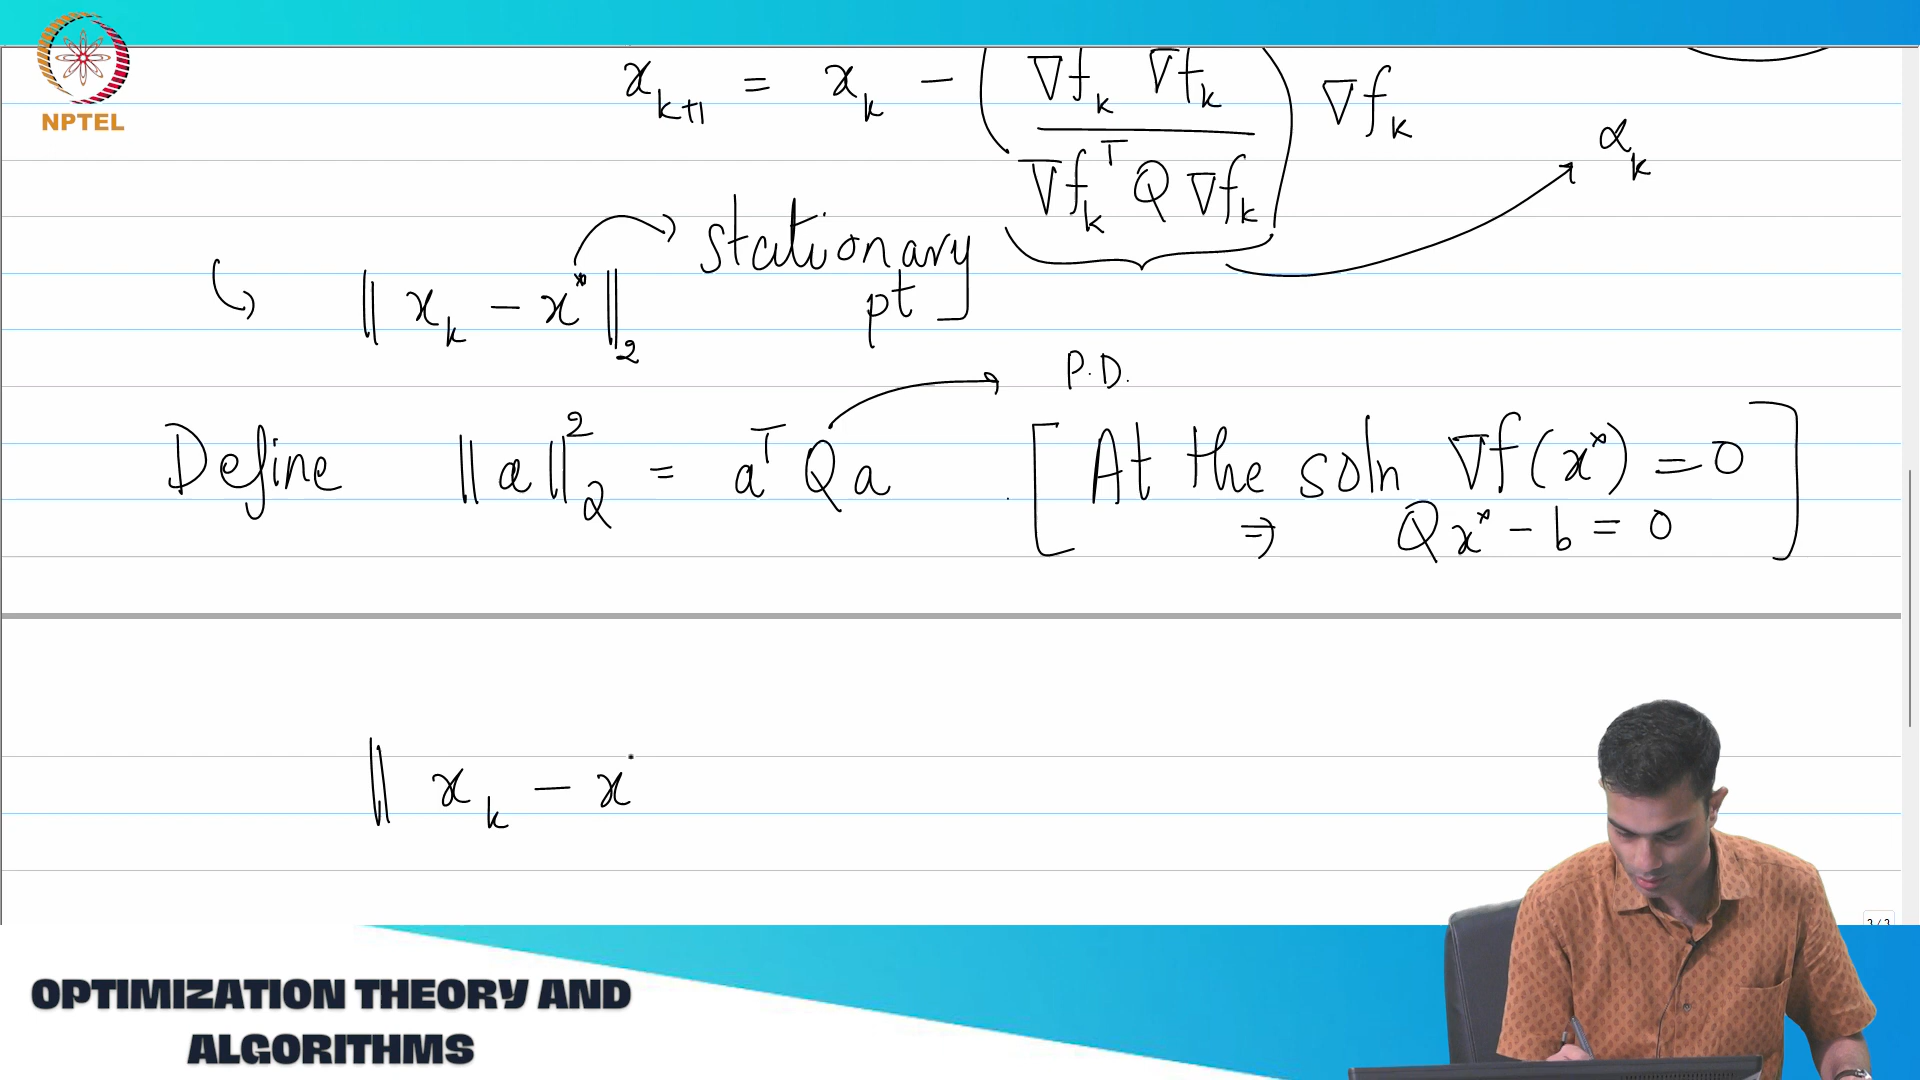 NPTEL
x_{k+1} = x_k − ( ∇f_k ∇f_k / ∇f_k^T Q ∇f_k ) ∇f_k
α_k
‖ x_k − x* ‖_2 stationary pt
P.D.
Define ‖a‖_Q^2 = a^T Q a [ At the soln ∇f(x*) = 0
⇒ Qx* − b = 0 ]
‖ x_k − x
OPTIMIZATION THEORY AND
ALGORITHMS